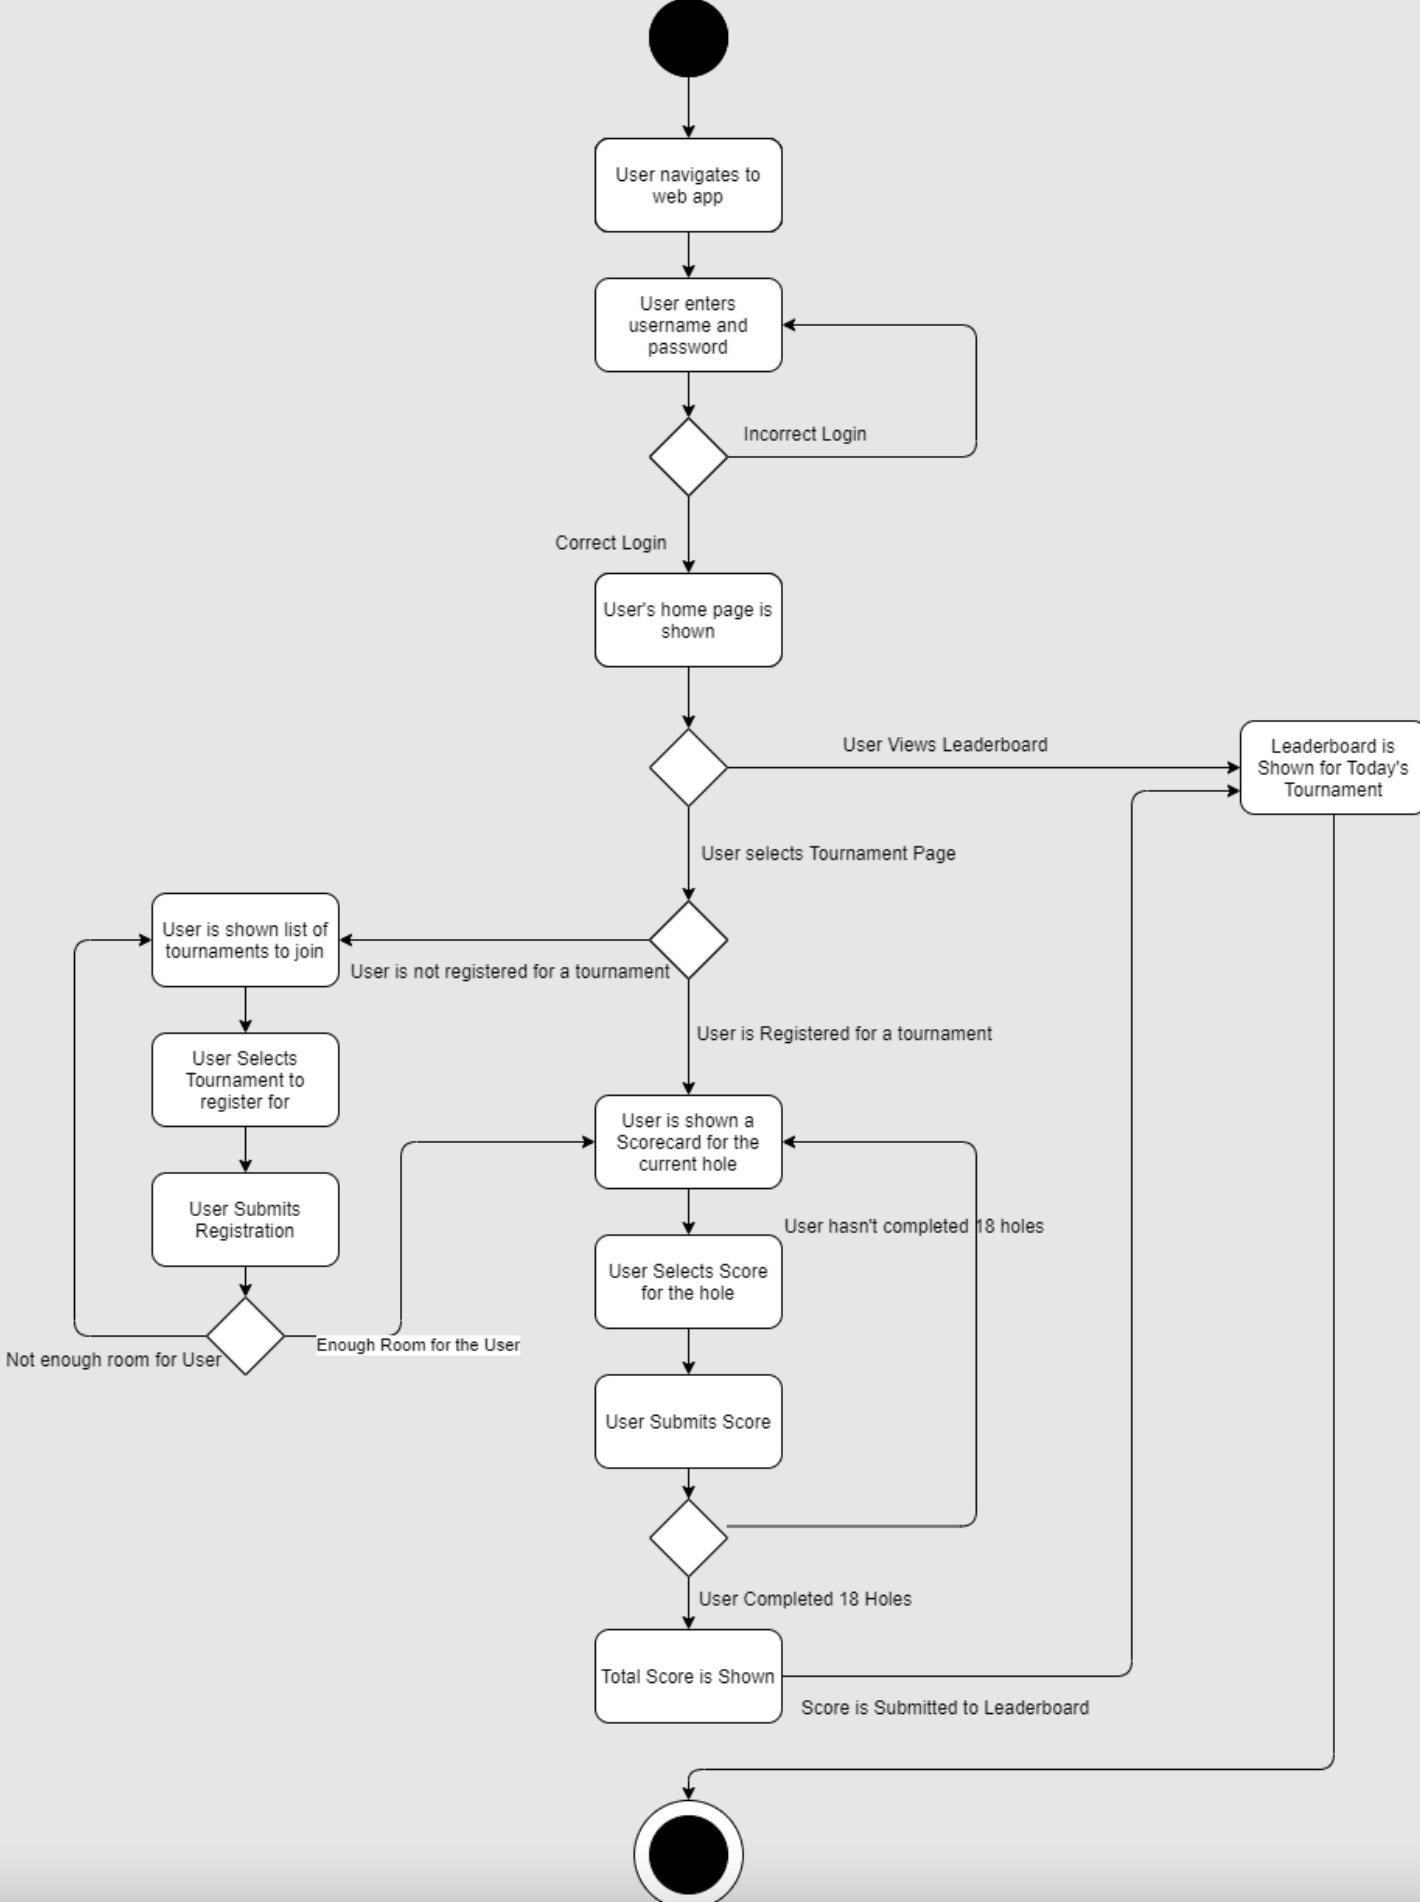 User navigates to
web app
User enters
username and
password
Incorrect Login
Correct Login
User's home page is
shown
User Views Leaderboard
Leaderboard is
Shown for Today's
Tournament
User selects Tournament Page
User is shown list of
tournaments to join
User is not registered for a tournament
User is Registered for a tournament
User Selects
Tournament to
register for
User Submits
Registration
Not enough room for User
Enough Room for the User
User is shown a
Scorecard for the
current hole
User hasn't completed 18 holes
User Selects Score
for the hole
User Submits Score
User Completed 18 Holes
Total Score is Shown
Score is Submitted to Leaderboard